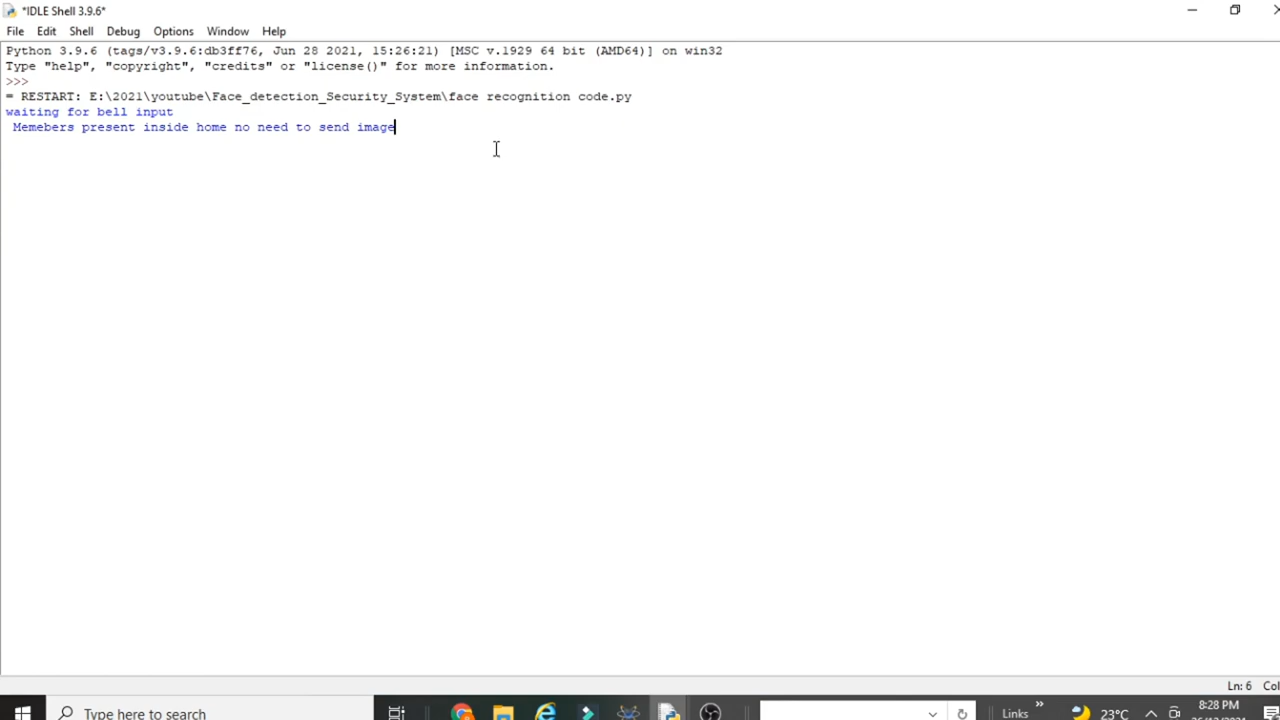 *IDLE Shell 3.9.6*
File Edit Shell Debug Options Window Help
Python 3.9.6 (tags/v3.9.6:db3ff76, Jun 28 2021, 15:26:21) [MSC v.1929 64 bit (AMD64)] on win32
Type "help", "copyright", "credits" or "license()" for more information.
>>>
= RESTART: E:\2021\youtube\Face_detection_Security_System\face recognition code.py
waiting for bell input
Memebers present inside home no need to send image
Ln: 6 Col
Type here to search
Links
23°C
8:28 PM